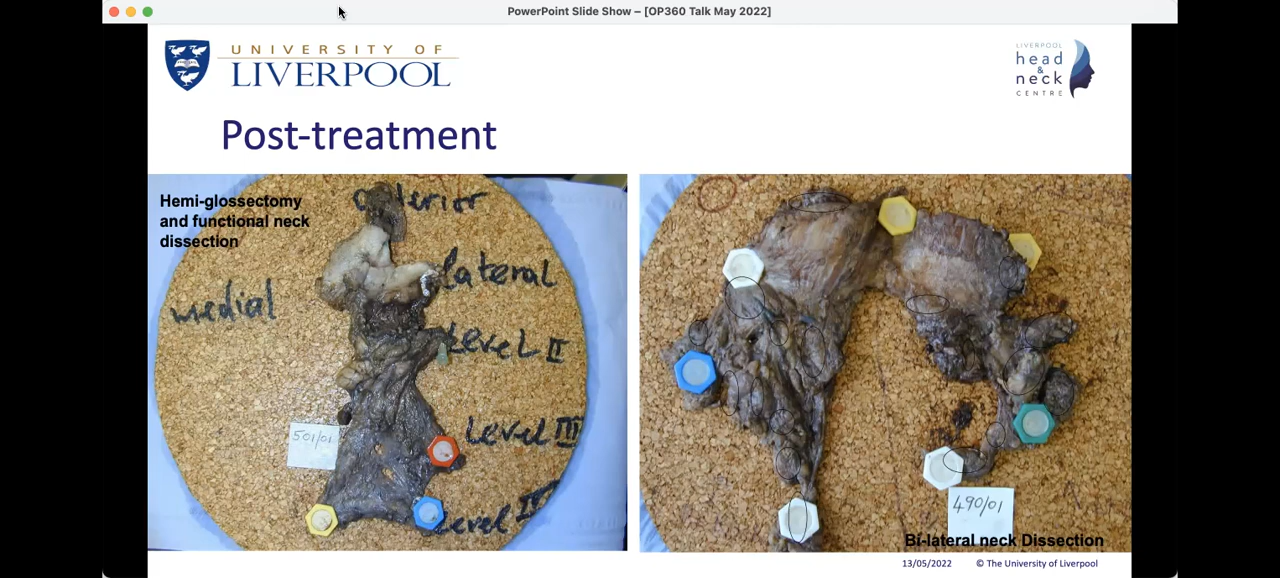 PowerPoint Slide Show – [OP360 Talk May 2022]
UNIVERSITY OF
LIVERPOOL
LIVERPOOL
head
&
neck
CENTRE
Post-treatment
Hemi-glossectomy
and functional neck
dissection
anterior
lateral
medial
Level II
501/01
Level III
Level IV
490/01
Bi-lateral neck Dissection
13/05/2022
© The University of Liverpool